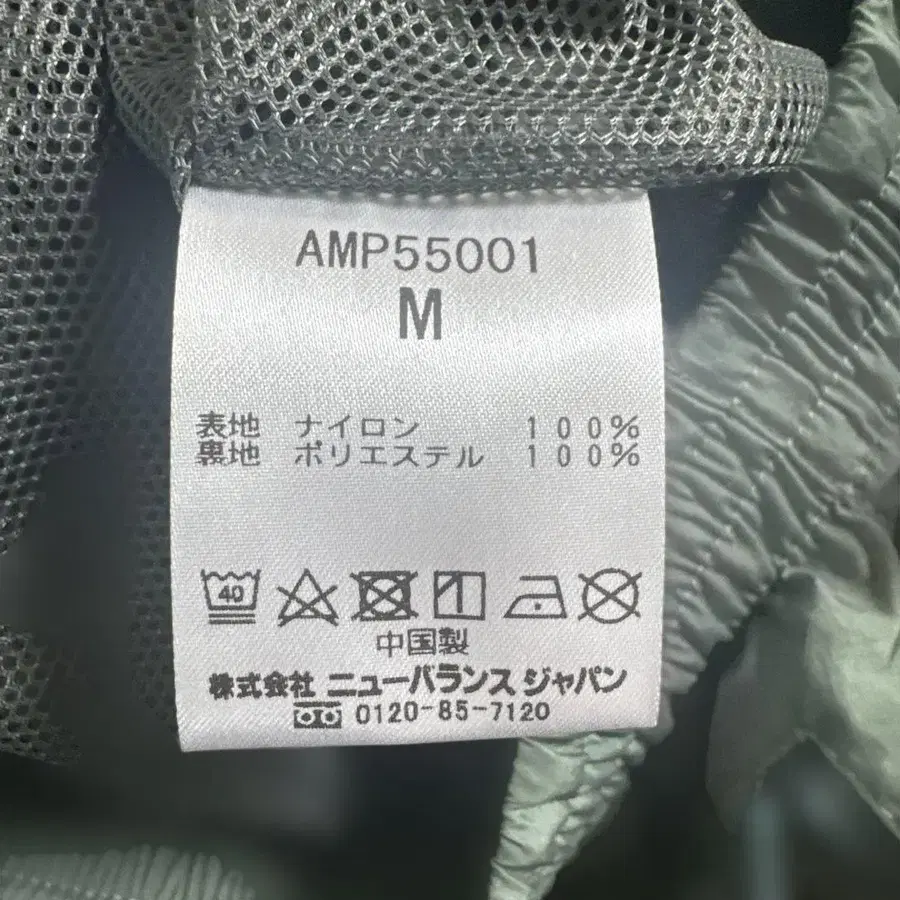 AMP55001
M
表地 ナイロン 100%
裏地 ポリエステル 100%
40
中国製
株式会社 ニューバランス ジャパン
0120-85-7120